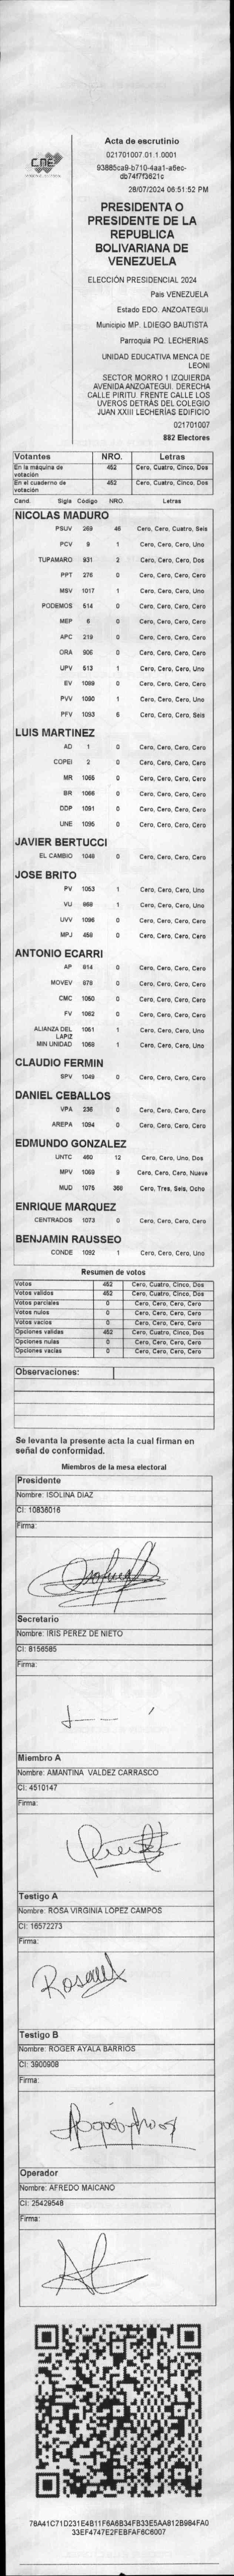 CNE
Acta de escrutinio
021701007.01.1.0001
93885ca9-b710-4aa1-a6ec-
db74f7f3621c
28/07/2024 06:51:52 PM
PRESIDENTA O
PRESIDENTE DE LA
REPUBLICA
BOLIVARIANA DE
VENEZUELA
ELECCIÓN PRESIDENCIAL 2024
Pais VENEZUELA
Estado EDO. ANZOATEGUI
Municipio MP. LDIEGO BAUTISTA
Parroquia PQ. LECHERIAS
UNIDAD EDUCATIVA MENCA DE
LEONI
SECTOR MORRO 1 IZQUIERDA
AVENIDA ANZOATEGUI. DERECHA
CALLE PIRITU. FRENTE CALLE LOS
UVEROS DETRÁS DEL COLEGIO
JUAN XXIII LECHERÍAS EDIFICIO
021701007
882 Electores
Votantes NRO. Letras
En la máquina de votación 452 Cero, Cuatro, Cinco, Dos
En el cuaderno de votación 452 Cero, Cuatro, Cinco, Dos
Cand. Sigla Codigo NRO. Letras
NICOLAS MADURO
PSUV 269 46 Cero, Cero, Cuatro, Seis
PCV 9 1 Cero, Cero, Cero, Uno
TUPAMARO 931 2 Cero, Cero, Cero, Dos
PPT 276 0 Cero, Cero, Cero, Cero
MSV 1017 1 Cero, Cero, Cero, Uno
PODEMOS 514 0 Cero, Cero, Cero, Cero
MEP 6 0 Cero, Cero, Cero, Cero
APC 219 0 Cero, Cero, Cero, Cero
ORA 906 0 Cero, Cero, Cero, Cero
UPV 513 1 Cero, Cero, Cero, Uno
EV 1089 0 Cero, Cero, Cero, Cero
PVV 1090 1 Cero, Cero, Cero, Uno
PFV 1093 6 Cero, Cero, Cero, Seis
LUIS MARTINEZ
AD 1 0 Cero, Cero, Cero, Cero
COPEI 2 0 Cero, Cero, Cero, Cero
MR 1065 0 Cero, Cero, Cero, Cero
BR 1066 0 Cero, Cero, Cero, Cero
DDP 1091 0 Cero, Cero, Cero, Cero
UNE 1095 0 Cero, Cero, Cero, Cero
JAVIER BERTUCCI
EL CAMBIO 1048 0 Cero, Cero, Cero, Cero
JOSE BRITO
PV 1053 1 Cero, Cero, Cero, Uno
VU 969 1 Cero, Cero, Cero, Uno
UVV 1096 0 Cero, Cero, Cero, Cero
MPJ 458 0 Cero, Cero, Cero, Cero
ANTONIO ECARRI
AP 614 0 Cero, Cero, Cero, Cero
MOVEV 878 0 Cero, Cero, Cero, Cero
CMC 1050 0 Cero, Cero, Cero, Cero
FV 1062 0 Cero, Cero, Cero, Cero
ALIANZA DEL LAPIZ 1051 1 Cero, Cero, Cero, Uno
MIN UNIDAD 1069 1 Cero, Cero, Cero, Uno
CLAUDIO FERMIN
SPV 1049 0 Cero, Cero, Cero, Cero
DANIEL CEBALLOS
VPA 236 0 Cero, Cero, Cero, Cero
AREPA 1094 0 Cero, Cero, Cero, Cero
EDMUNDO GONZALEZ
UNTC 460 12 Cero, Cero, Uno, Dos
MPV 1069 9 Cero, Cero, Cero, Nueve
MUD 1075 368 Cero, Tres, Seis, Ocho
ENRIQUE MARQUEZ
CENTRADOS 1073 0 Cero, Cero, Cero, Cero
BENJAMIN RAUSSEO
CONDE 1092 1 Cero, Cero, Cero, Uno
Resumen de votos
Votos 452 Cero, Cuatro, Cinco, Dos
Votos validos 452 Cero, Cuatro, Cinco, Dos
Votos parciales 0 Cero, Cero, Cero, Cero
Votos nulos 0 Cero, Cero, Cero, Cero
Votos vacios 0 Cero, Cero, Cero, Cero
Opciones validas 452 Cero, Cuatro, Cinco, Dos
Opciones nulas 0 Cero, Cero, Cero, Cero
Opciones vacias 0 Cero, Cero, Cero, Cero
Observaciones:
Se levanta la presente acta la cual firman en
señal de conformidad.
Miembros de la mesa electoral
Presidente
Nombre: ISOLINA DIAZ
CI: 10836016
Firma:
Secretario
Nombre: IRIS PEREZ DE NIETO
CI: 8156585
Firma:
Miembro A
Nombre: AMANTINA VALDEZ CARRASCO
CI: 4510147
Firma:
Testigo A
Nombre: ROSA VIRGINIA LOPEZ CAMPOS
CI: 16572273
Firma:
Testigo B
Nombre: ROGER AYALA BARRIOS
CI: 3900908
Firma:
Operador
Nombre: AFREDO MAICANO
CI: 25429548
Firma:
78A41C71D231E4B11F6A6B34FB33E5AA812B984FA0
33EF4747E2FEBFAF6C6007